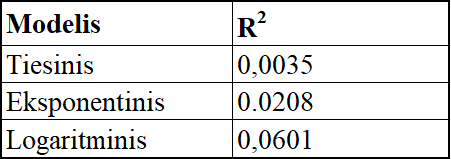 Modelis R²
Tiesinis 0,0035
Eksponentinis 0.0208
Logaritminis 0,0601